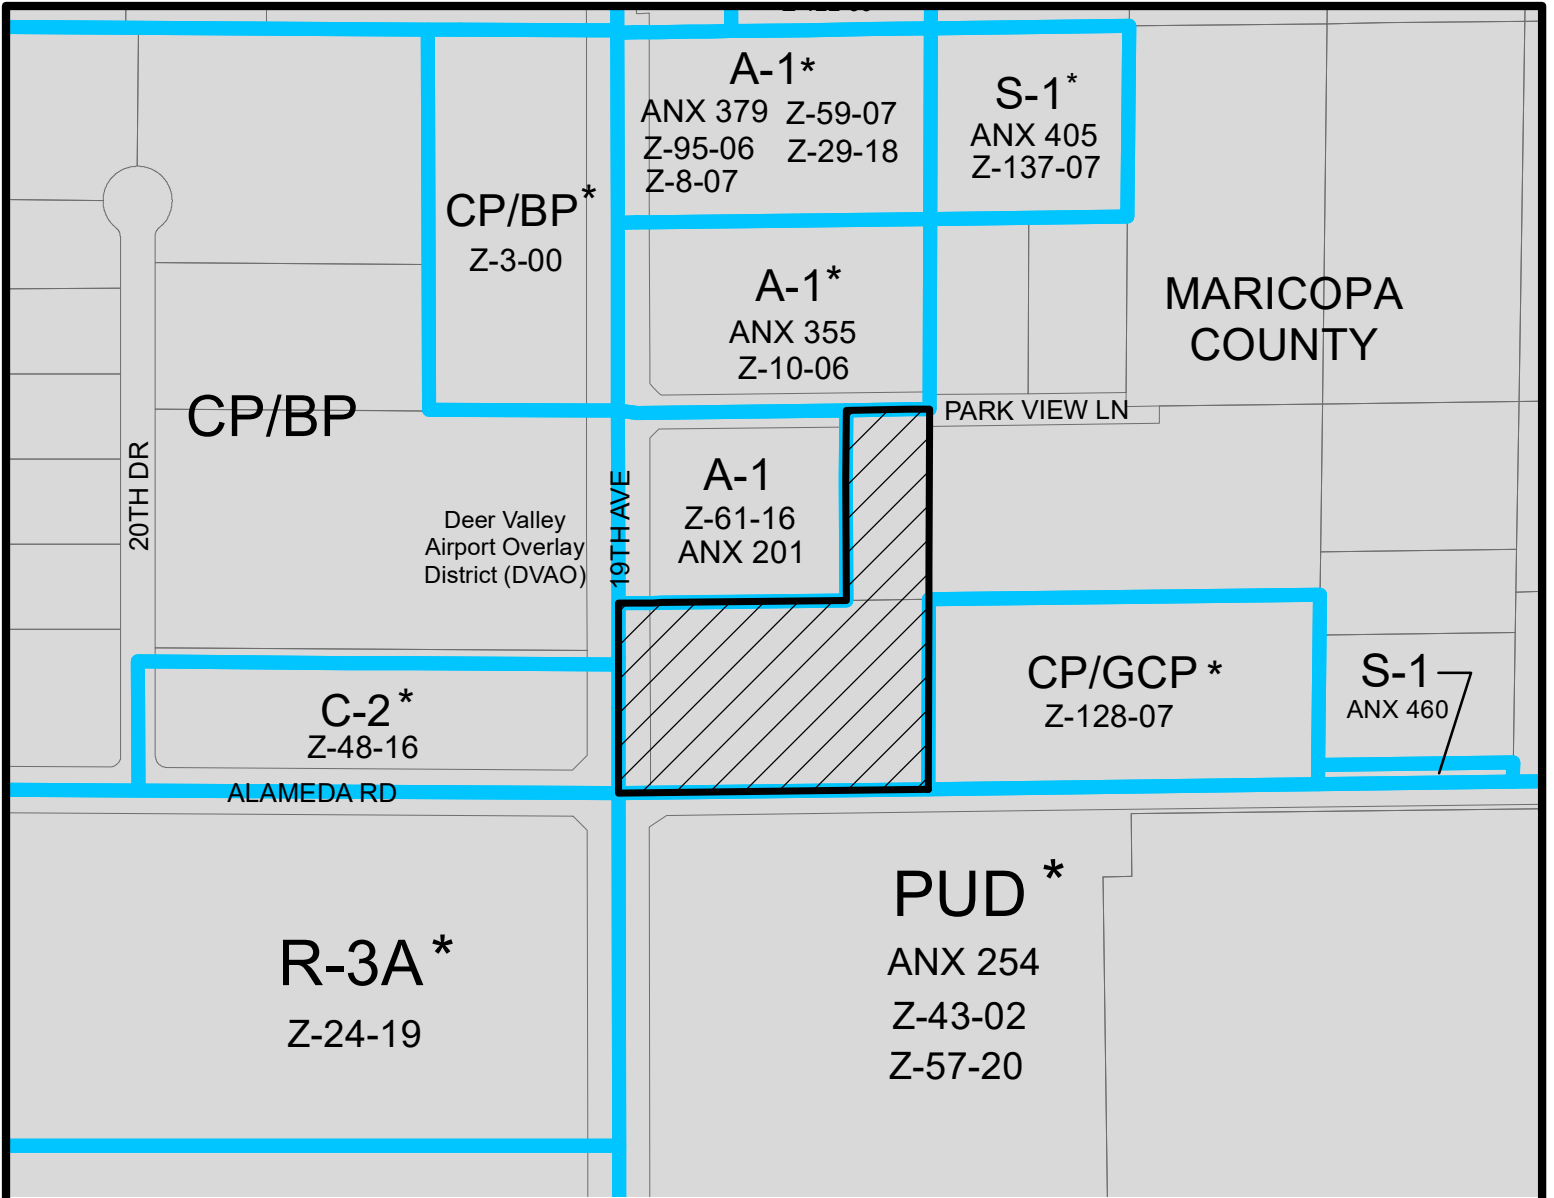 A-1*
ANX 379 Z-59-07
Z-95-06 Z-29-18
Z-8-07
S-1*
ANX 405
Z-137-07
CP/BP*
Z-3-00
A-1*
ANX 355
Z-10-06
MARICOPA
COUNTY
CP/BP
PARK VIEW LN
20TH DR
19TH AVE
A-1
Z-61-16
ANX 201
Deer Valley
Airport Overlay
District (DVAO)
C-2*
Z-48-16
CP/GCP*
Z-128-07
S-1
ANX 460
ALAMEDA RD
R-3A*
Z-24-19
PUD*
ANX 254
Z-43-02
Z-57-20